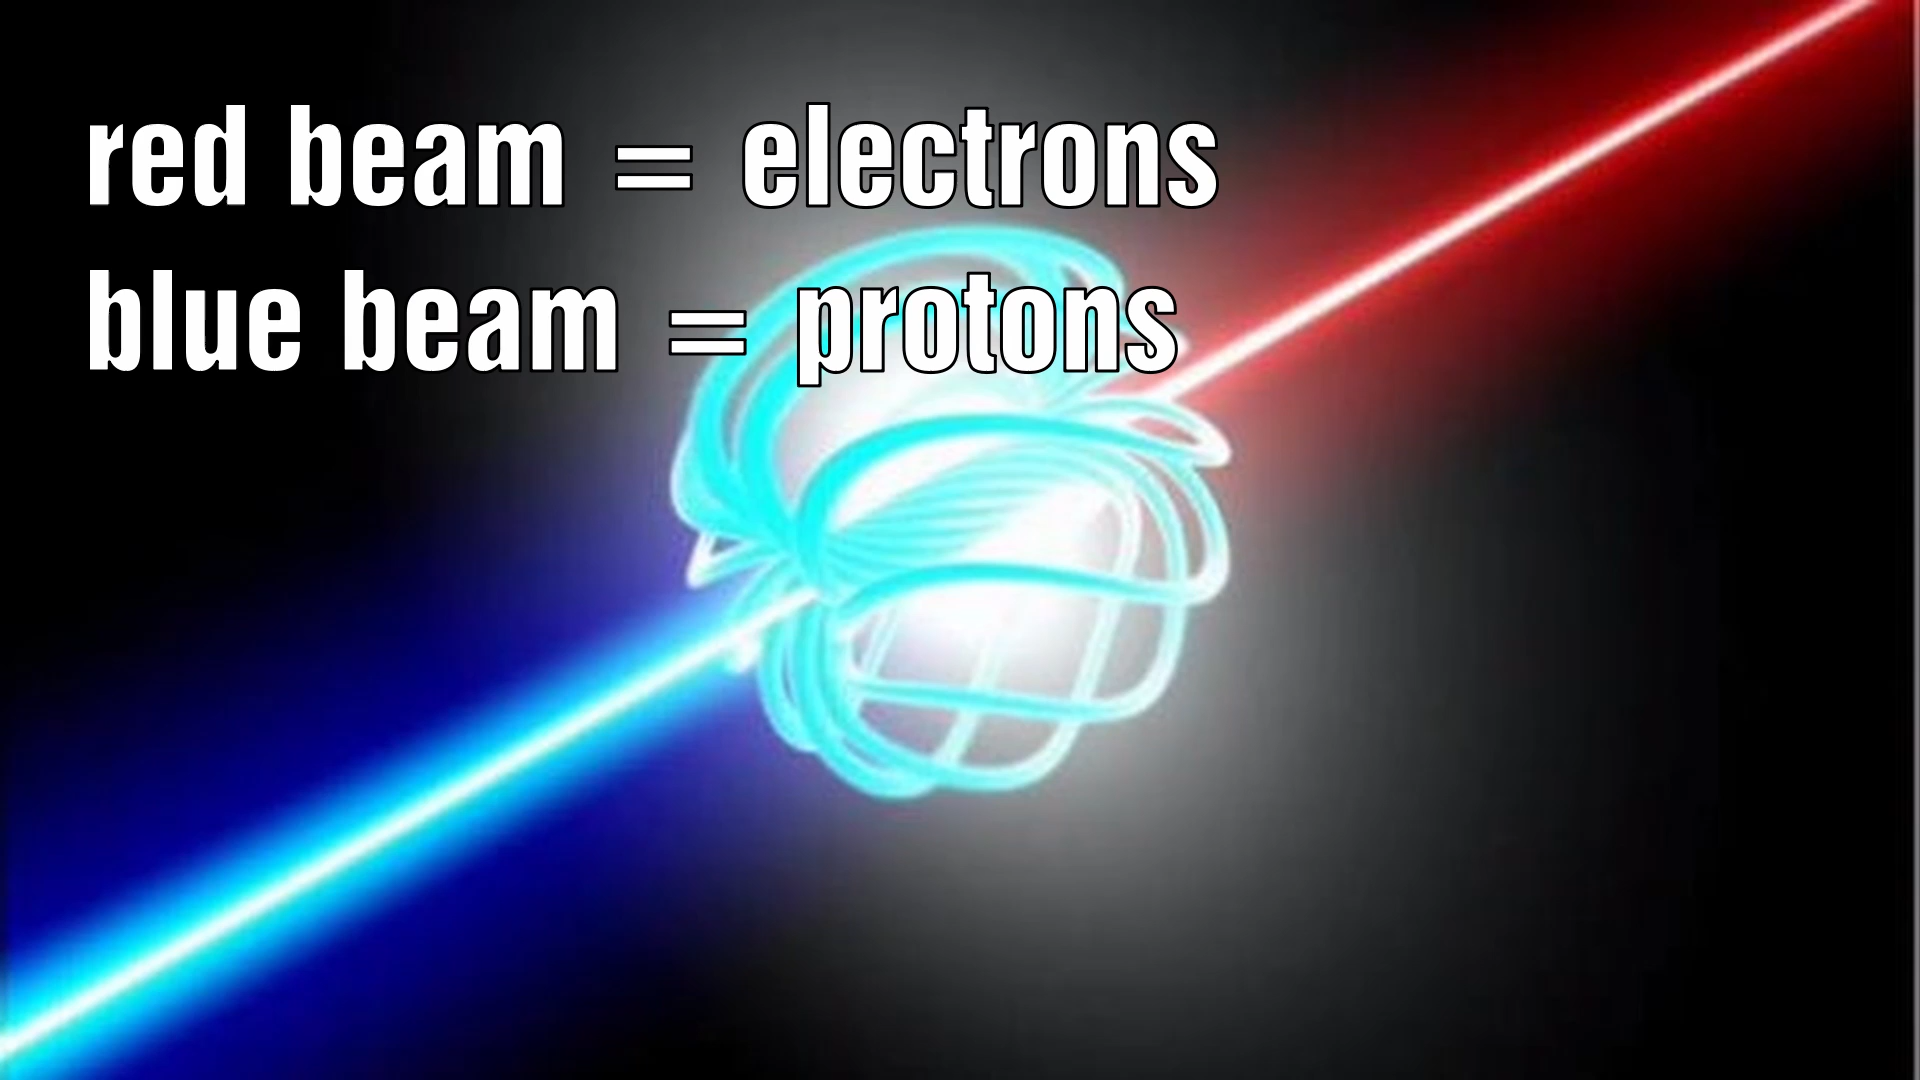 red beam = electrons
blue beam = protons